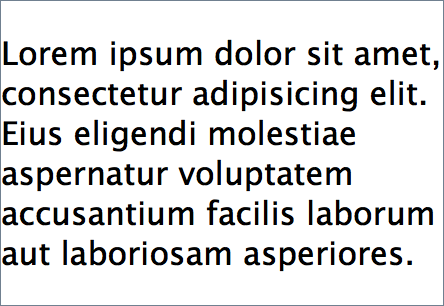 Lorem ipsum dolor sit amet,
consectetur adipisicing elit.
Eius eligendi molestiae
aspernatur voluptatem
accusantium facilis laborum
aut laboriosam asperiores.